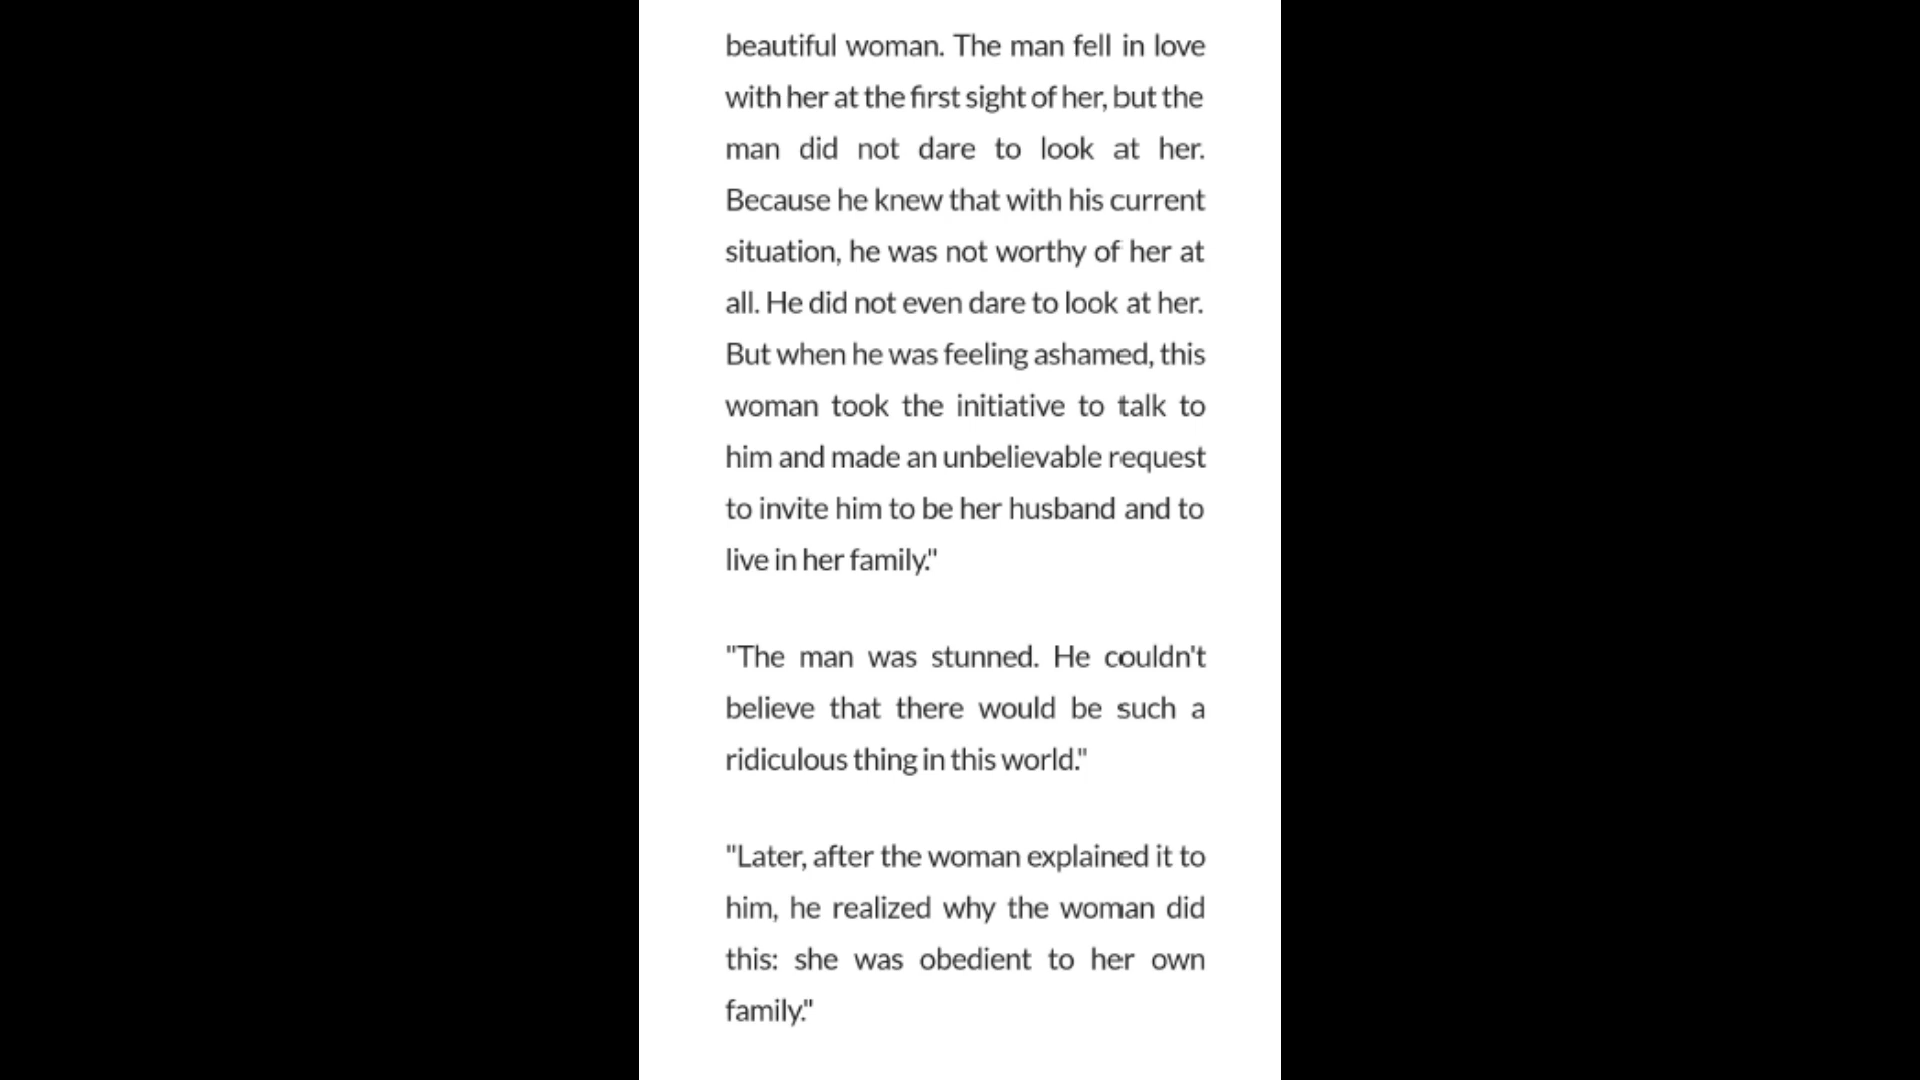 beautiful woman. The man fell in love
with her at the first sight of her, but the
man did not dare to look at her.
Because he knew that with his current
situation, he was not worthy of her at
all. He did not even dare to look at her.
But when he was feeling ashamed, this
woman took the initiative to talk to
him and made an unbelievable request
to invite him to be her husband and to
live in her family."
"The man was stunned. He couldn't
believe that there would be such a
ridiculous thing in this world."
"Later, after the woman explained it to
him, he realized why the woman did
this: she was obedient to her own
family."